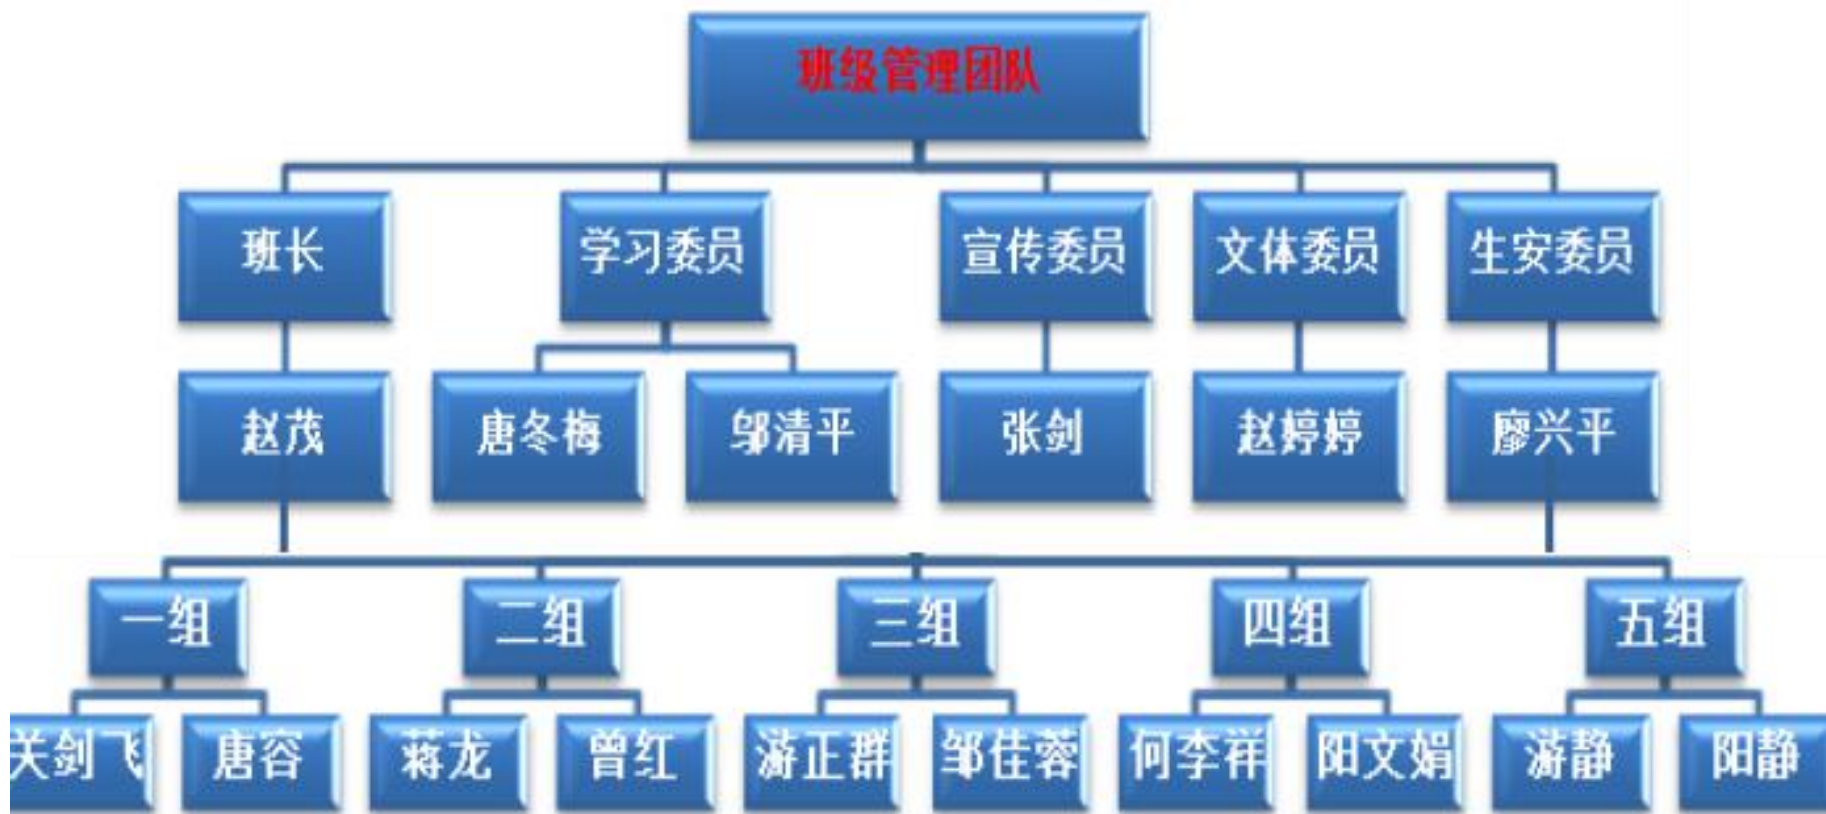 班级管理团队
班长 学习委员 宣传委员 文体委员 生安委员
赵茂 唐冬梅 邹清平 张剑 赵婷婷 廖兴平
一组 二组 三组 四组 五组
关剑飞 唐容 蒋龙 曾红 游正群 邹佳蓉 何李祥 阳文娟 游静 阳静